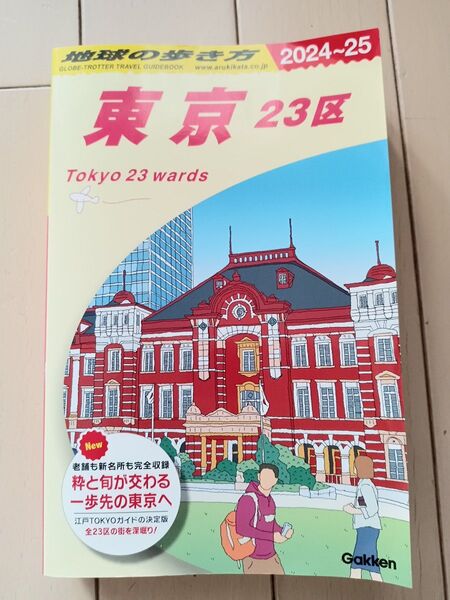 地球の歩き方
2024~25
GLOBE-TROTTER TRAVEL GUIDEBOOK
www.arukikata.co.jp
東京 23区
Tokyo 23 wards
New
老舗も新名所も完全収録
粋と旬が交わる
一歩先の東京へ
江戸TOKYOガイドの決定版
全23区の街を深堀り!
Gakken